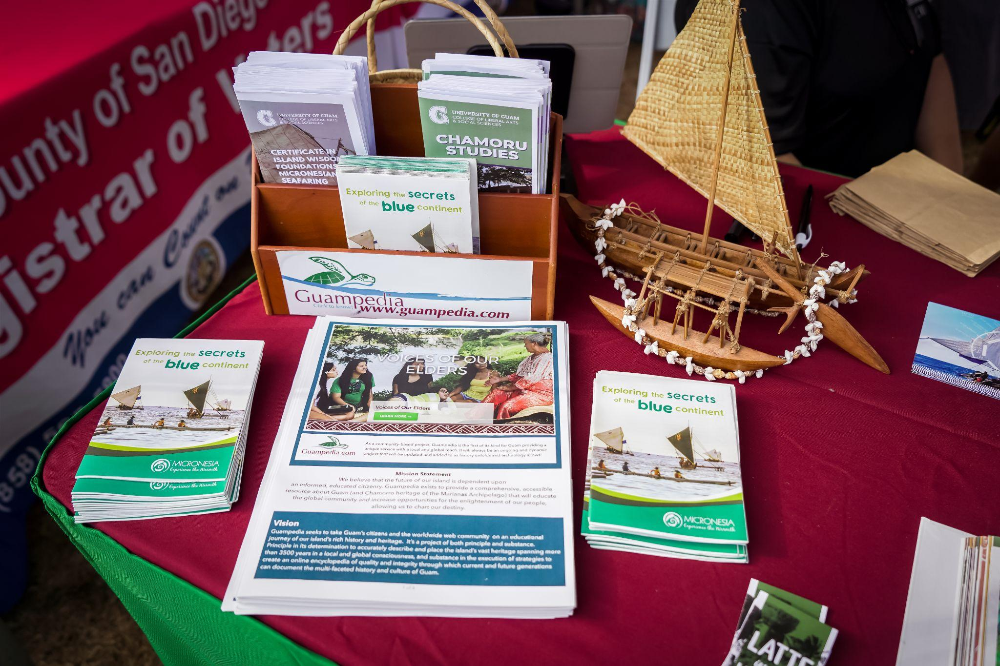 County of San Diego
Registrar of Voters
You can Count on
(858)
UNIVERSITY OF GUAM
COLLEGE OF LIBERAL ARTS
& SOCIAL SCIENCES
CERTIFICATE IN
ISLAND WISDOM
FOUNDATIONS
MICRONESIAN
SEAFARING
UNIVERSITY OF GUAM
COLLEGE OF LIBERAL ARTS
& SOCIAL SCIENCES
CHAMORU
STUDIES
Exploring the secrets
of the blue continent
Guampedia
Click to know!
www.guampedia.com
Exploring the secrets
of the blue continent
MICRONESIA
Experience the Warmth
Experience the Warmth
VOICES OF OUR
ELDERS
Voices of Our Elders
LEARN MORE
Guampedia.com
As a community-based project, Guampedia is the first of its kind for Guam providing a
unique service with a local and global reach. It will always be an ongoing and dynamic
project that will be updated and added to as history unfolds and technology allows.
Mission Statement
We believe that the future of our island is dependent upon
an informed, educated citizenry. Guampedia exists to provide a comprehensive, accessible
resource about Guam (and Chamorro heritage of the Marianas Archipelago) that will educate
the global community and increase opportunities for the enlightenment of our people,
allowing us to chart our destiny.
Vision
Guampedia seeks to take Guam's citizens and the worldwide web community on an educational
journey of our island's rich history and heritage. It's a project of both principle and substance.
Principle in its determination to accurately describe and place the island's vast heritage spanning more
than 3500 years in a local and global consciousness, and substance in the execution of strategies to
create an online encyclopedia of quality and integrity through which current and future generations
can document the multi-faceted history and culture of Guam.
Exploring the secrets
of the blue continent
MICRONESIA
Experience the Warmth
LATTE